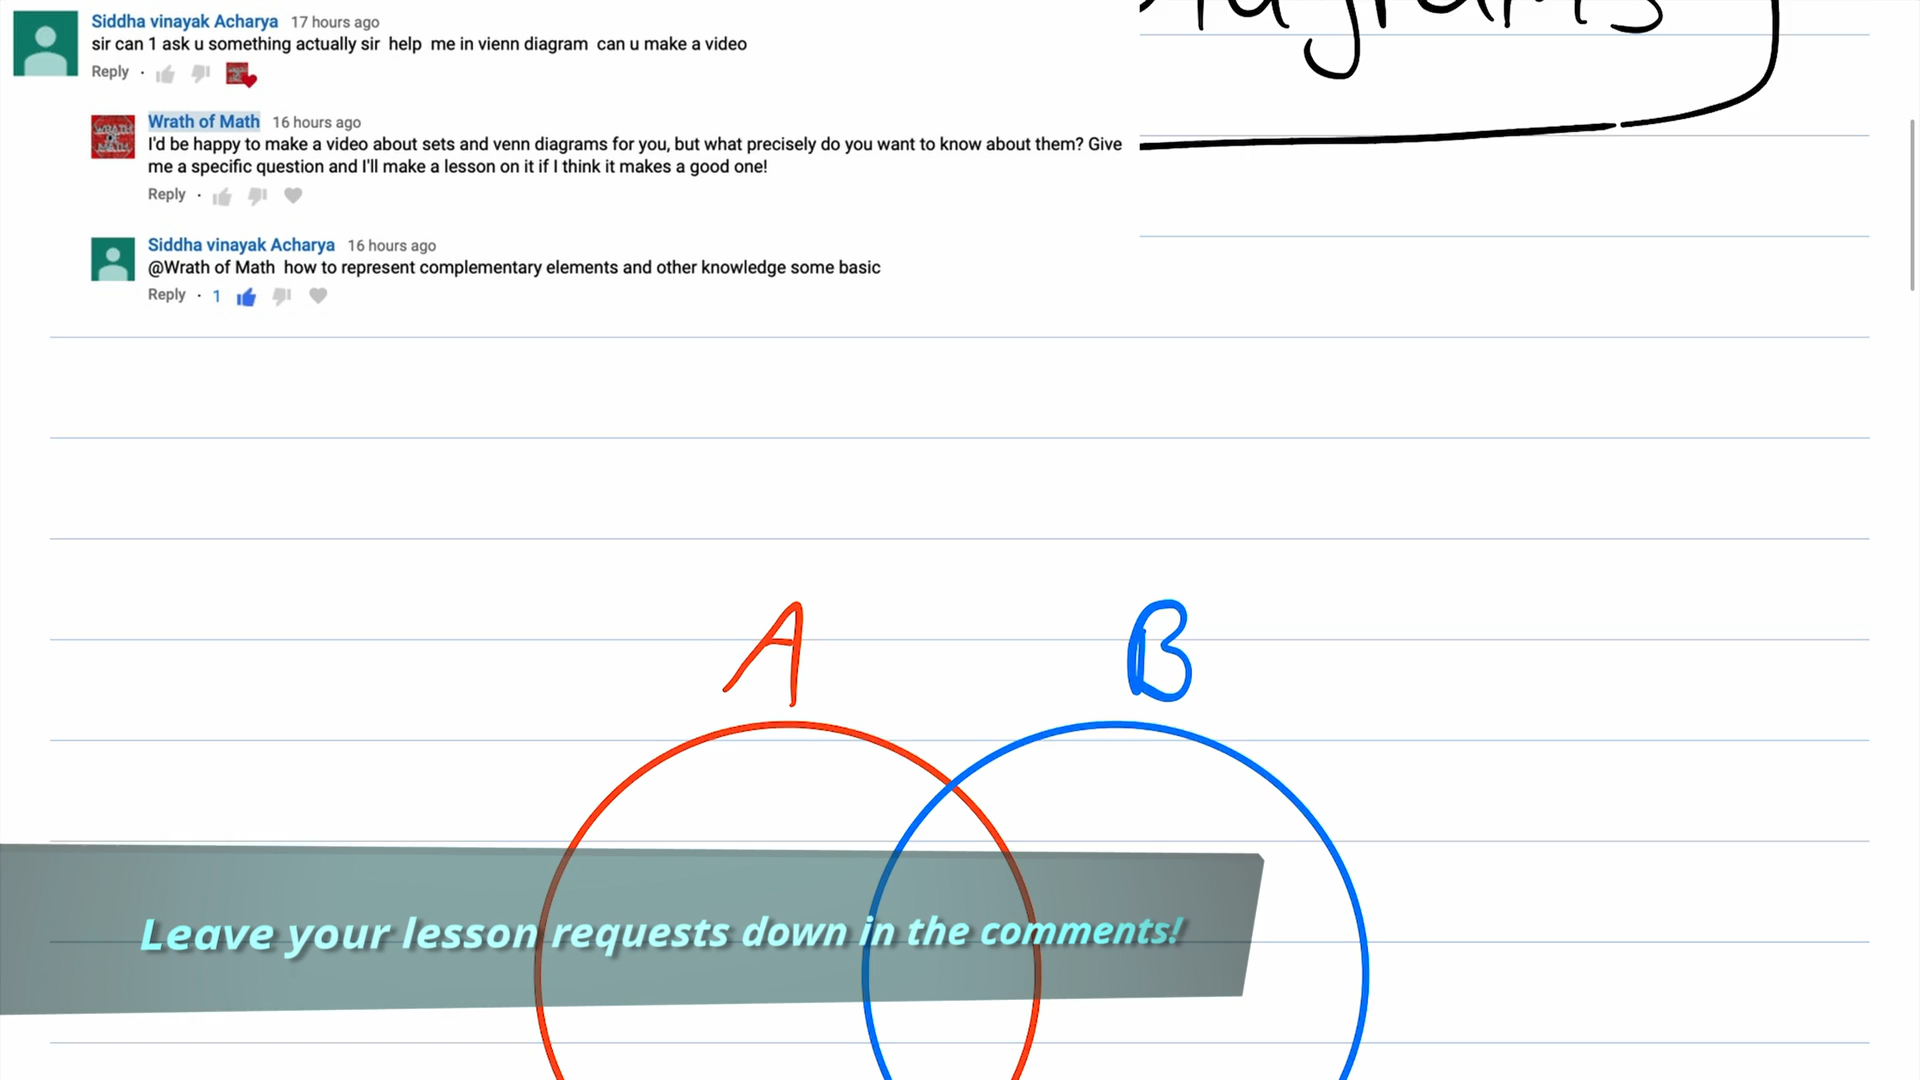 Siddha vinayak Acharya 17 hours ago
sir can 1 ask u something actually sir help me in vienn diagram can u make a video
Reply
Wrath of Math 16 hours ago
I'd be happy to make a video about sets and venn diagrams for you, but what precisely do you want to know about them? Give
me a specific question and I'll make a lesson on it if I think it makes a good one!
Reply
Siddha vinayak Acharya 16 hours ago
@Wrath of Math how to represent complementary elements and other knowledge some basic
Reply · 1
A B
Leave your lesson requests down in the comments!